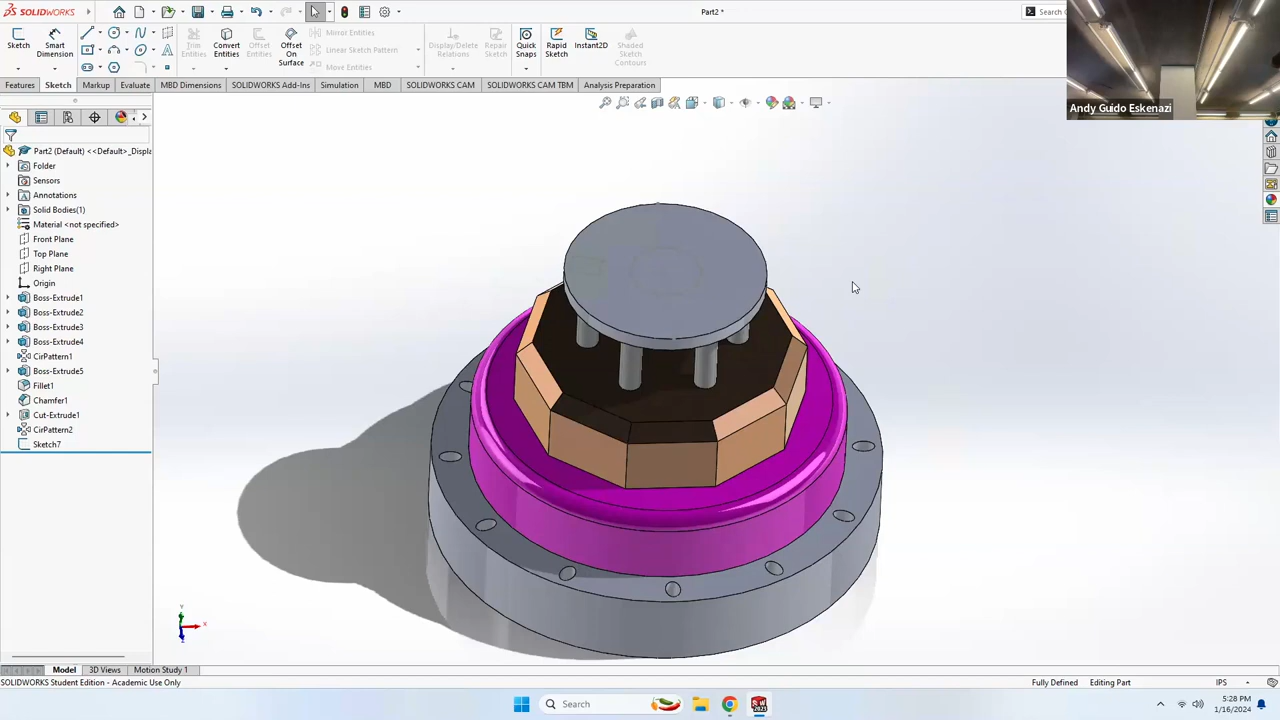 SOLIDWORKS
Part2 *
Search
Sketch
Smart Dimension
Trim Entities
Convert Entities
Offset Entities
Offset On Surface
Mirror Entities
Linear Sketch Pattern
Move Entities
Display/Delete Relations
Repair Sketch
Quick Snaps
Rapid Sketch
Instant2D
Shaded Sketch Contours
Andy Guido Eskenazi
Features
Sketch
Markup
Evaluate
MBD Dimensions
SOLIDWORKS Add-Ins
Simulation
MBD
SOLIDWORKS CAM
SOLIDWORKS CAM TBM
Analysis Preparation
Part2 (Default) <<Default>_Displa
Folder
Sensors
Annotations
Solid Bodies(1)
Material <not specified>
Front Plane
Top Plane
Right Plane
Origin
Boss-Extrude1
Boss-Extrude2
Boss-Extrude3
Boss-Extrude4
CirPattern1
Boss-Extrude5
Fillet1
Chamfer1
Cut-Extrude1
CirPattern2
Sketch7
Y
X
Model
3D Views
Motion Study 1
SOLIDWORKS Student Edition - Academic Use Only
Fully Defined
Editing Part
IPS
Search
5:28 PM
1/16/2024